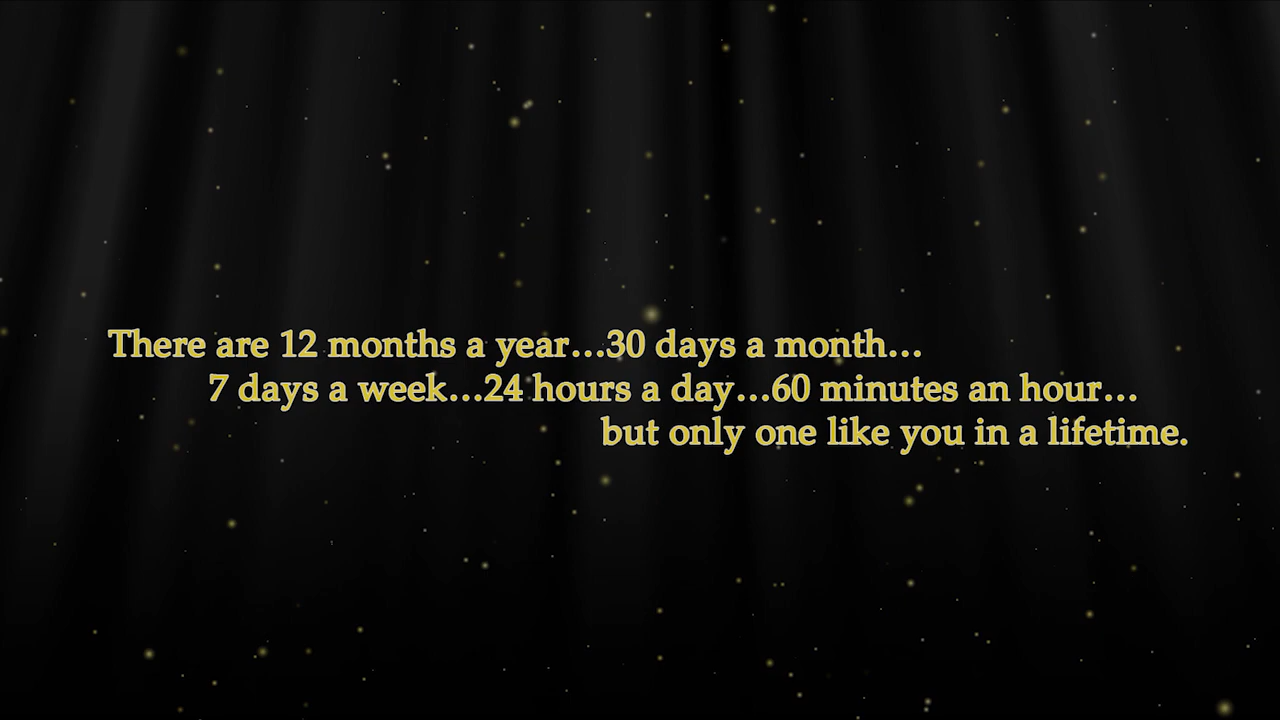 There are 12 months a year...30 days a month...
7 days a week...24 hours a day...60 minutes an hour...
but only one like you in a lifetime.